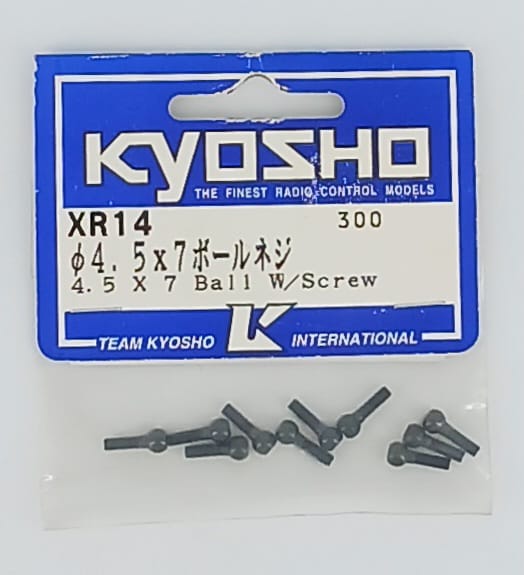 KYOSHO
THE FINEST RADIO CONTROL MODELS
XR14 300
φ4.5x7ボールネジ
4.5 X 7 Ball W/Screw
TEAM KYOSHO K INTERNATIONAL